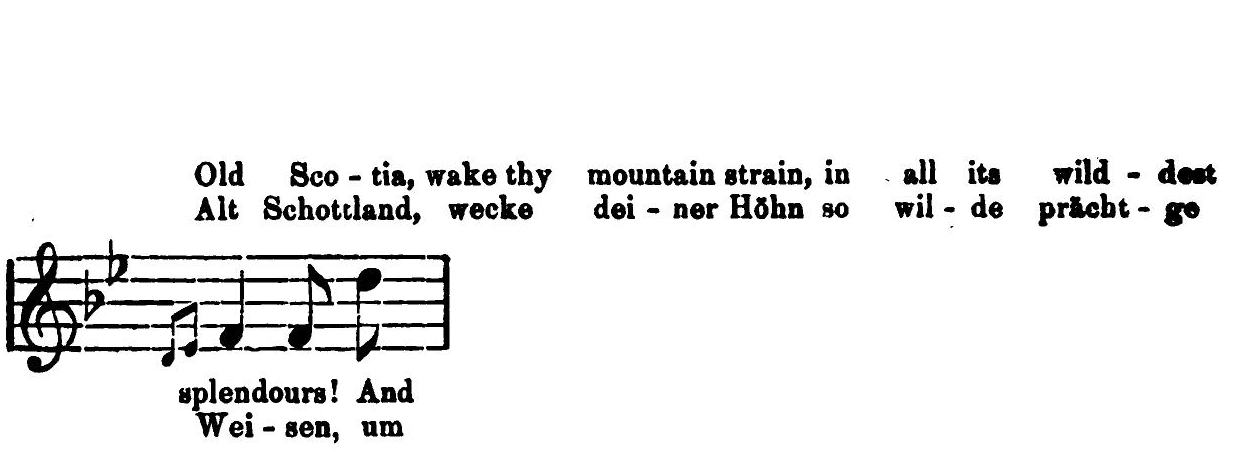 Old Sco - tia, wake thy mountain strain, in all its wild - dest
Alt Schottland, wecke dei - ner Höhn so wil - de prächt - ge
splendours! And
Wei - sen, um